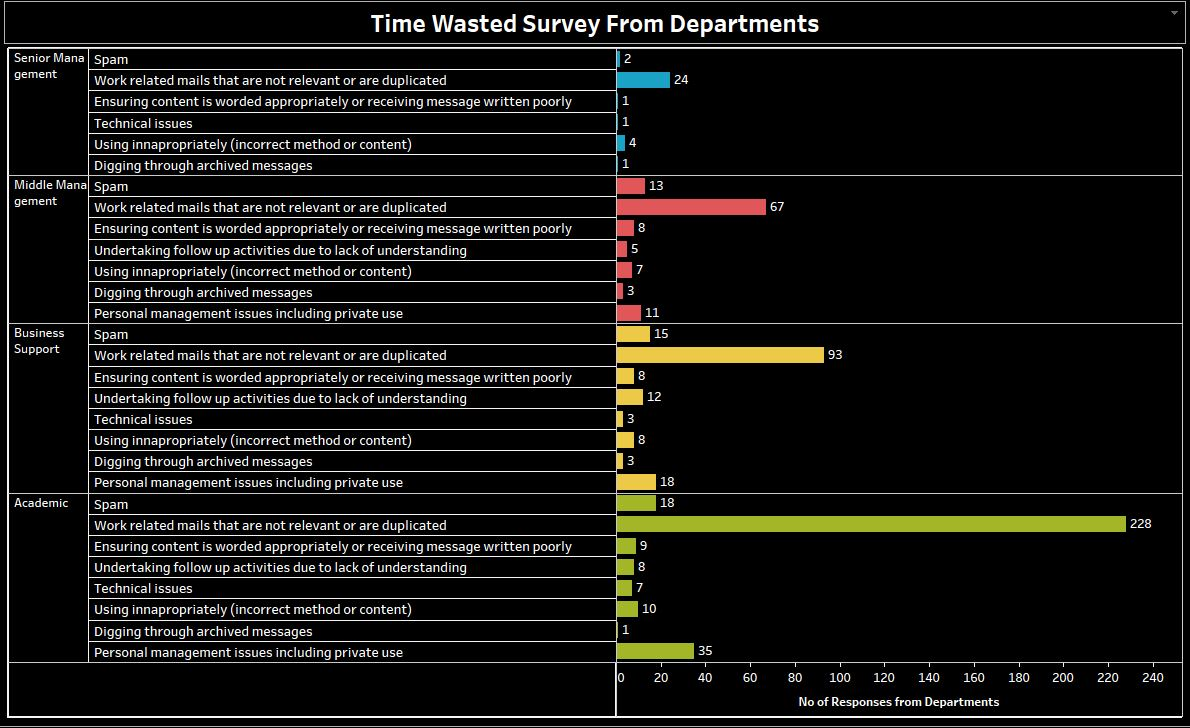 Time Wasted Survey From Departments
Senior Mana
gement
Spam 2
Work related mails that are not relevant or are duplicated 24
Ensuring content is worded appropriately or receiving message written poorly 1
Technical issues 1
Using innapropriately (incorrect method or content) 4
Digging through archived messages 1
Middle Mana
gement
Spam 13
Work related mails that are not relevant or are duplicated 67
Ensuring content is worded appropriately or receiving message written poorly 8
Undertaking follow up activities due to lack of understanding 5
Using innapropriately (incorrect method or content) 7
Digging through archived messages 3
Personal management issues including private use 11
Business
Support
Spam 15
Work related mails that are not relevant or are duplicated 93
Ensuring content is worded appropriately or receiving message written poorly 8
Undertaking follow up activities due to lack of understanding 12
Technical issues 3
Using innapropriately (incorrect method or content) 8
Digging through archived messages 3
Personal management issues including private use 18
Academic
Spam 18
Work related mails that are not relevant or are duplicated 228
Ensuring content is worded appropriately or receiving message written poorly 9
Undertaking follow up activities due to lack of understanding 8
Technical issues 7
Using innapropriately (incorrect method or content) 10
Digging through archived messages 1
Personal management issues including private use 35
0 20 40 60 80 100 120 140 160 180 200 220 240
No of Responses from Departments